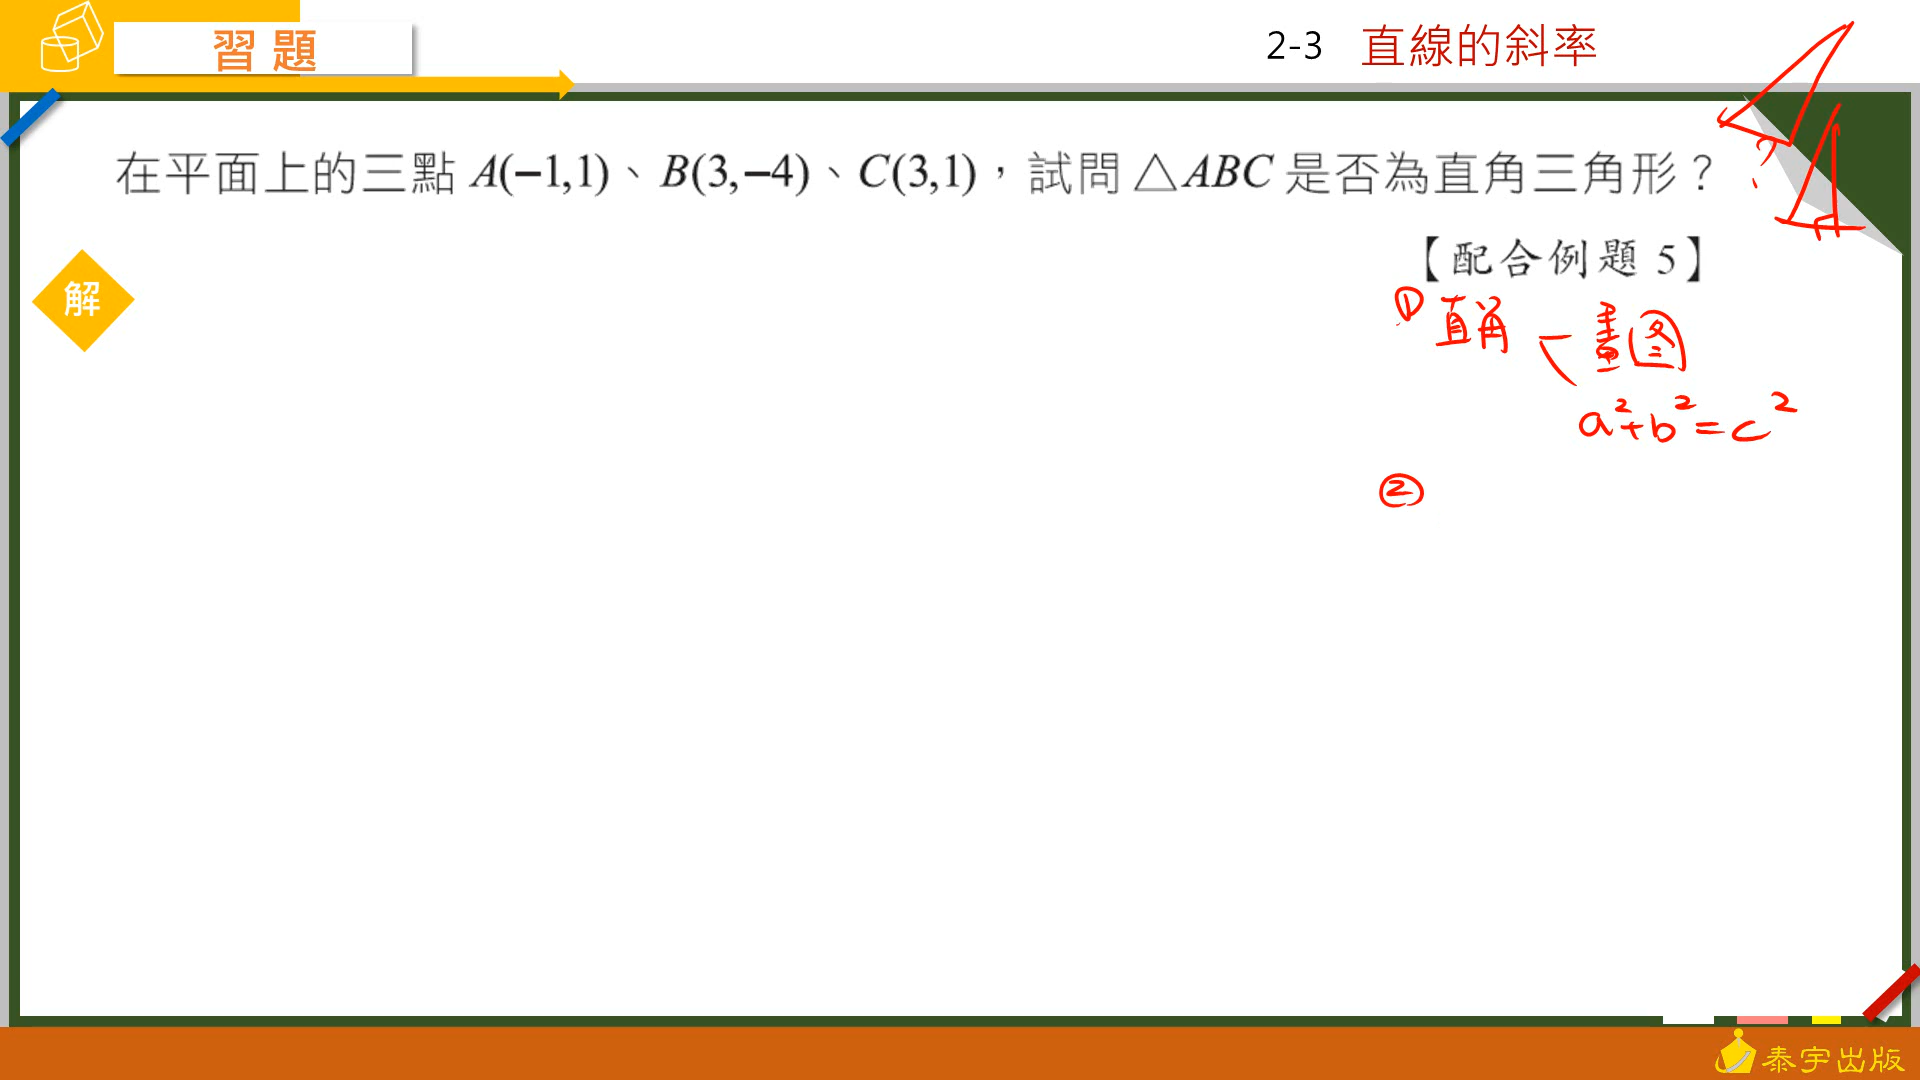 習題
2-3 直線的斜率
在平面上的三點 A(−1,1)、B(3,−4)、C(3,1)，試問 △ABC 是否為直角三角形？
【配合例題 5】
解
① 直角 畫图
a²+b²=c²
②
泰宇出版